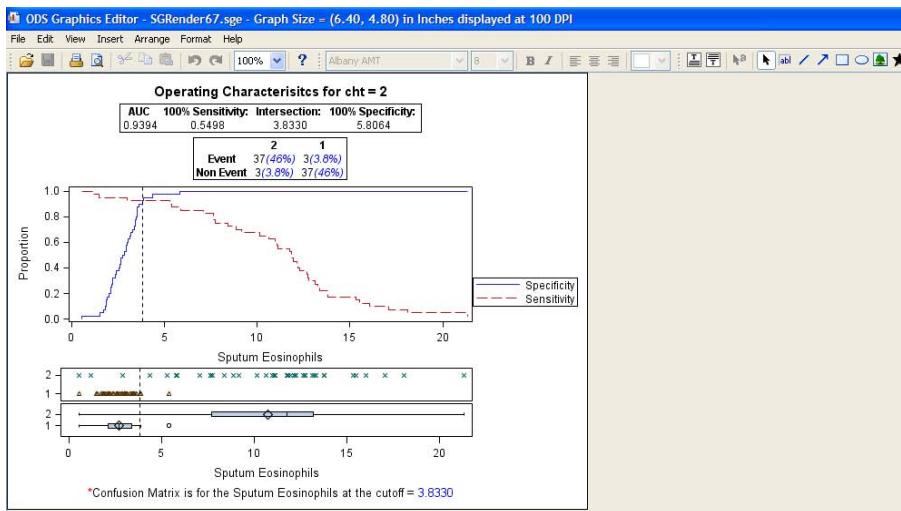 ODS Graphics Editor - SGRender67.sge - Graph Size = (6.40, 4.80) in Inches displayed at 100 DPI
File Edit View Insert Arrange Format Help
100% ? Albany AMT 8 B I
Operating Characterisitcs for cht = 2
AUC 100% Sensitivity: Intersection: 100% Specificity:
0.9394 0.5498 3.8330 5.8064
2 1
Event 37(46%) 3(3.8%)
Non Event 3(3.8%) 37(46%)
1.0
0.8
0.6
0.4
0.2
0.0
Proportion
0 5 10 15 20
Sputum Eosinophils
Specificity
Sensitivity
2
1
2
1
0 5 10 15 20
Sputum Eosinophils
*Confusion Matrix is for the Sputum Eosinophils at the cutoff = 3.8330